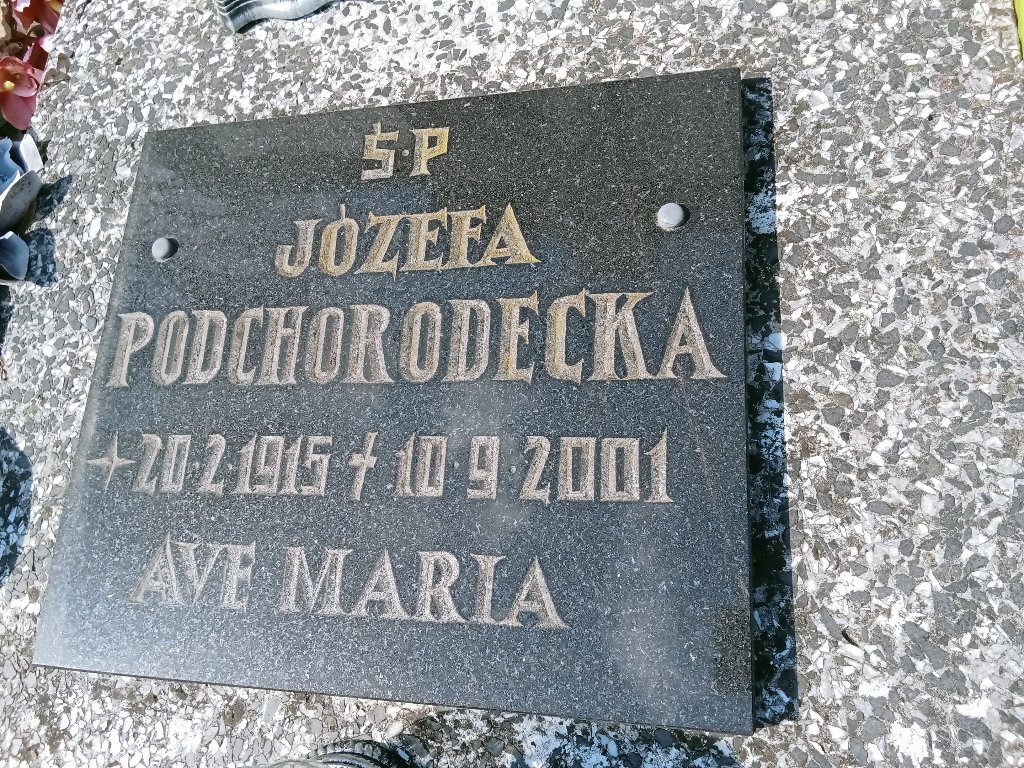 Ś·P
JÓZEFA
PODCHORODECKA
20·2·1915 † 10·9·2001
AVE MARIA